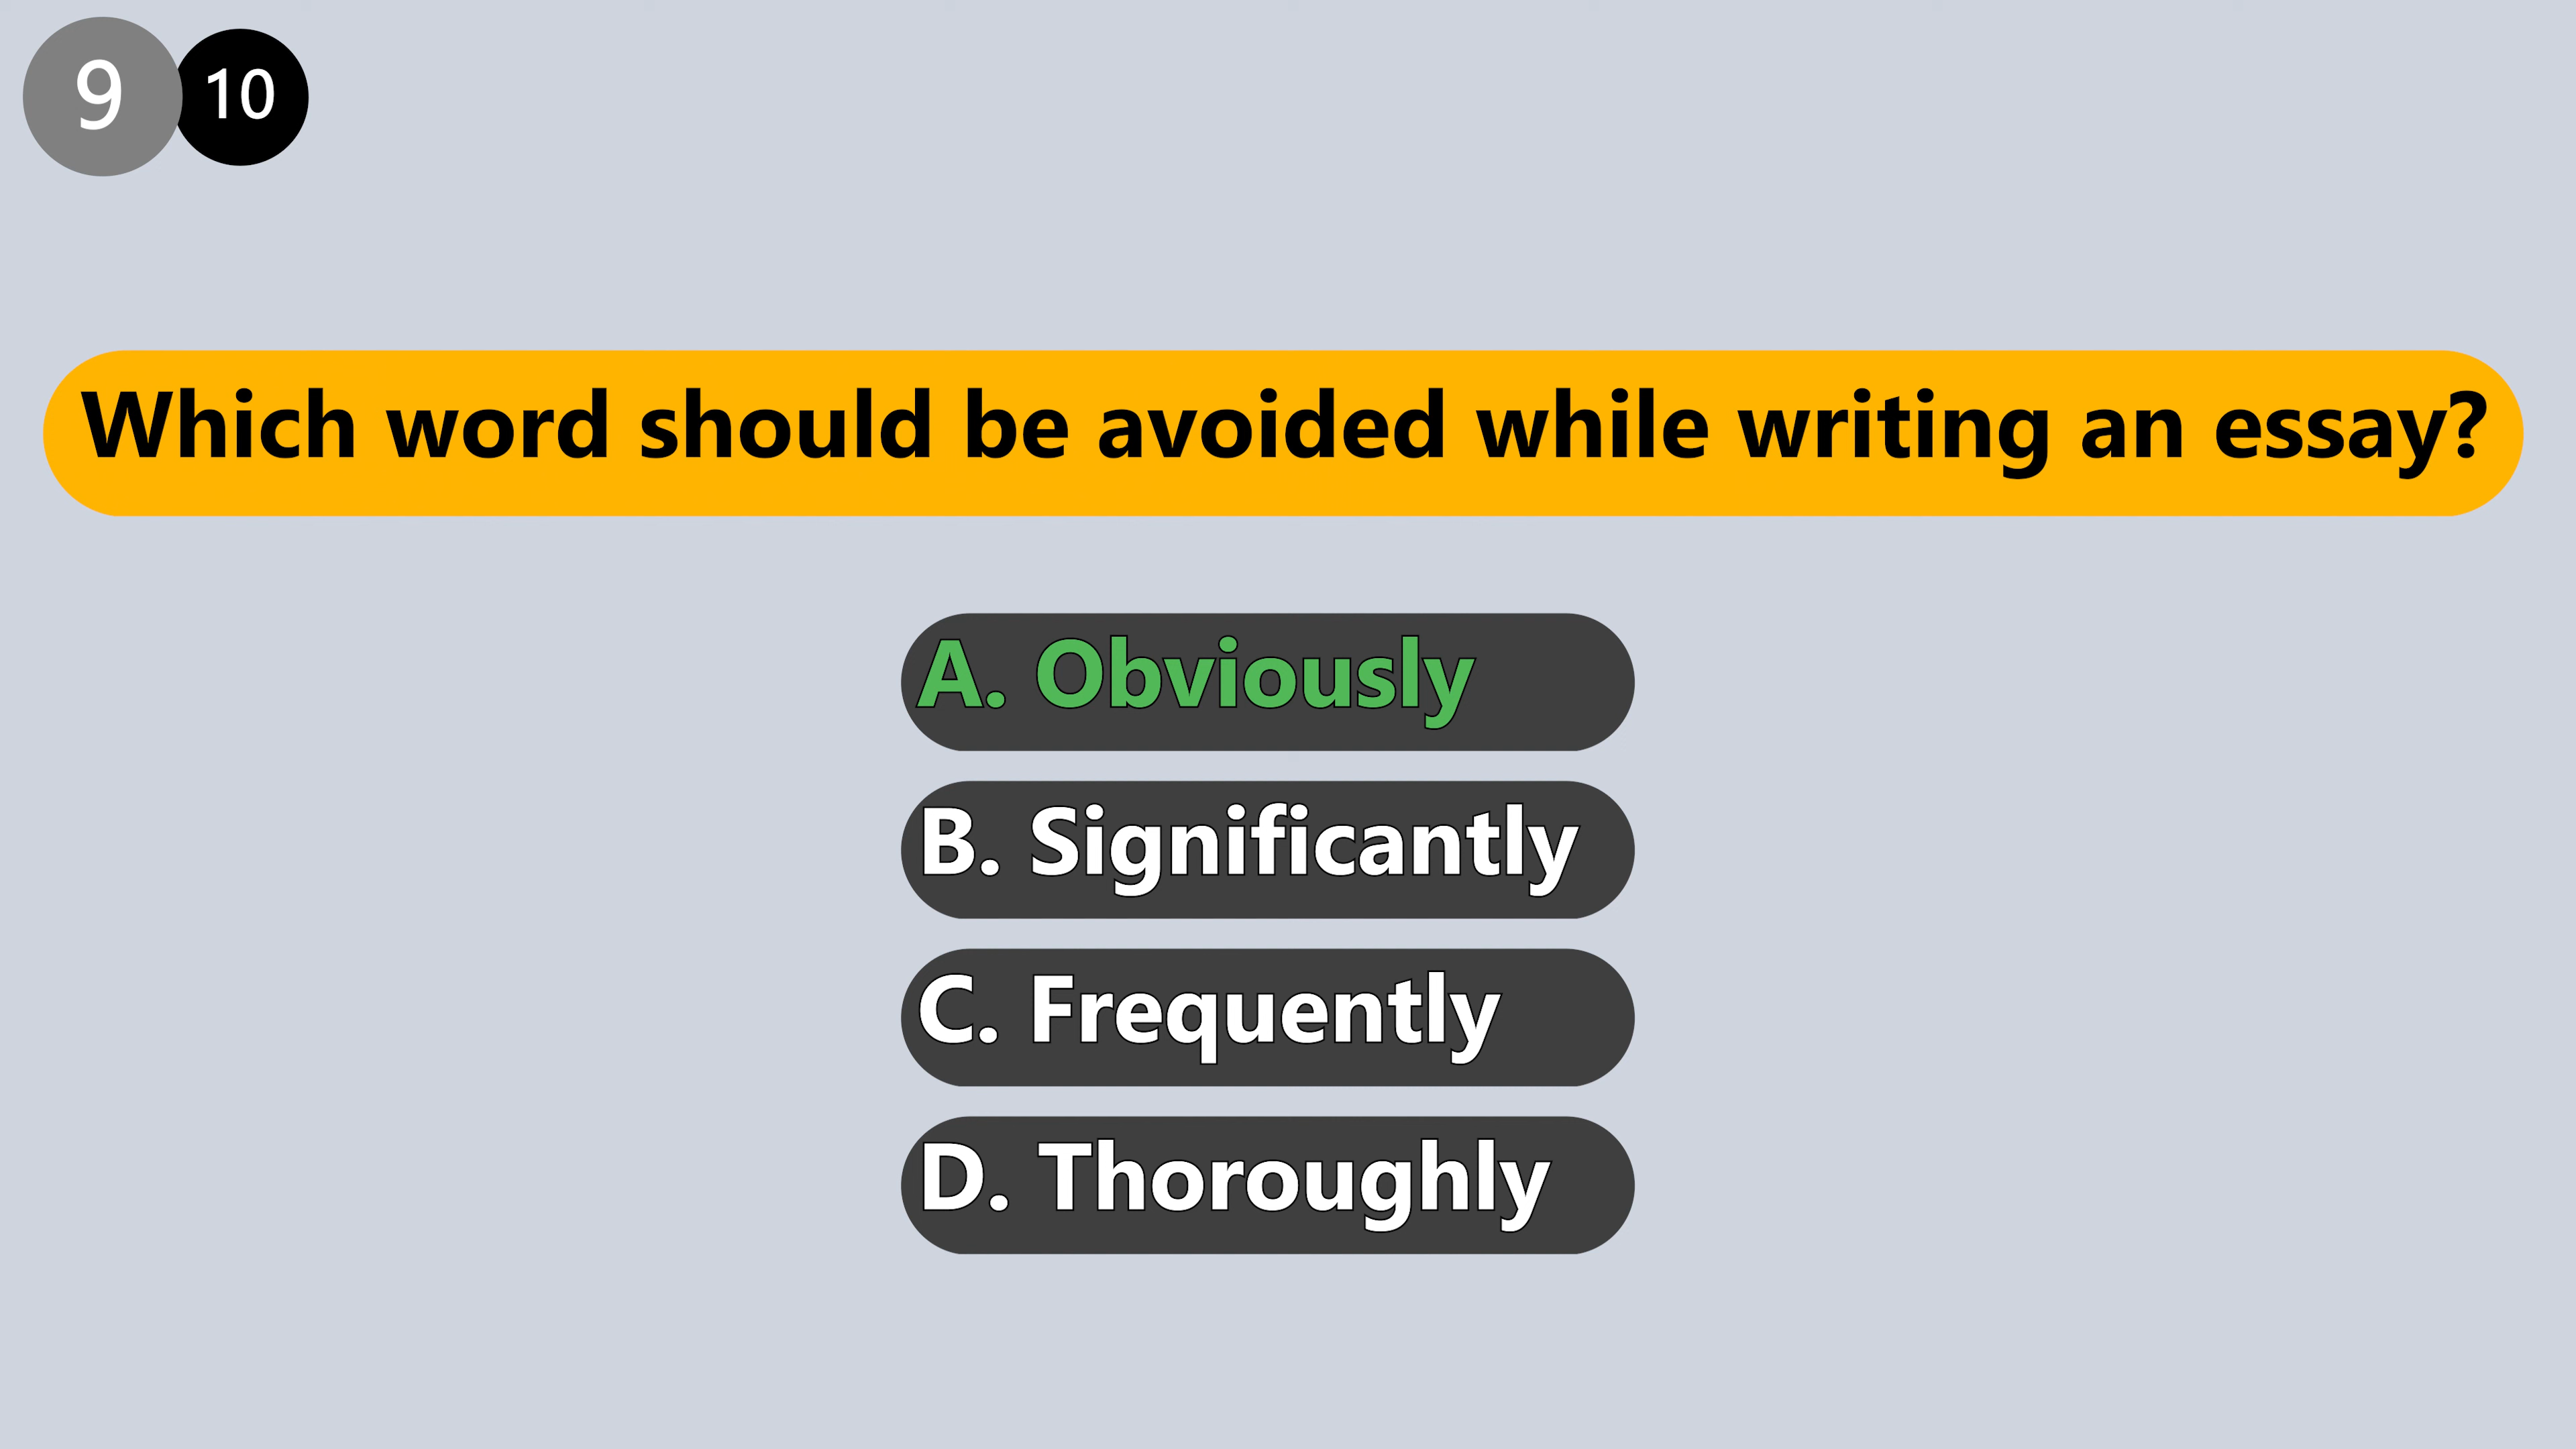 9 10
Which word should be avoided while writing an essay?
A. Obviously
B. Significantly
C. Frequently
D. Thoroughly